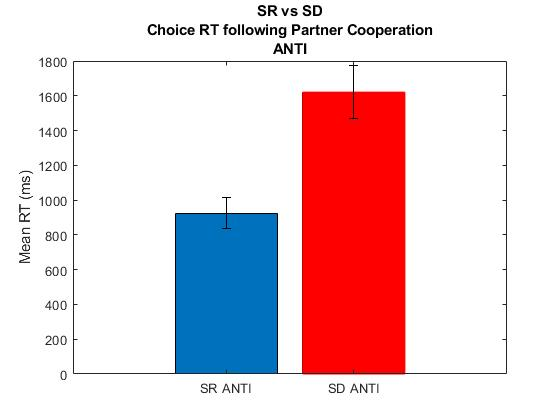 SR vs SD
Choice RT following Partner Cooperation
ANTI
1800
1600
1400
1200
1000
800
600
400
200
0
Mean RT (ms)
SR ANTI
SD ANTI